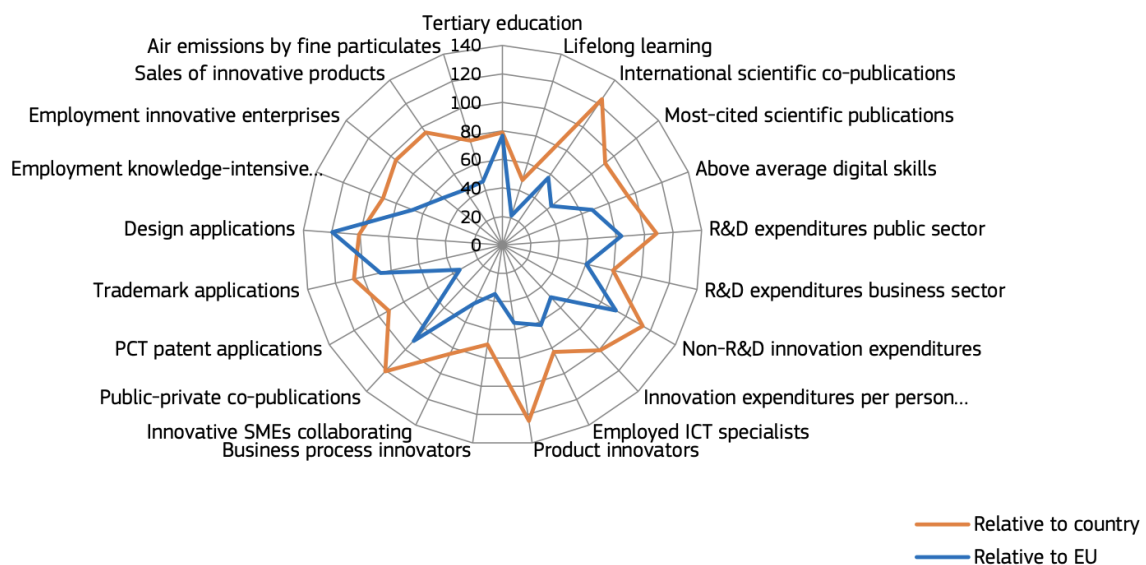 Tertiary education
Air emissions by fine particulates
140
Lifelong learning
Sales of innovative products
120
International scientific co-publications
Employment innovative enterprises
100
Most-cited scientific publications
80
Employment knowledge-intensive...
60
Above average digital skills
40
Design applications
20
R&D expenditures public sector
0
Trademark applications
R&D expenditures business sector
PCT patent applications
Non-R&D innovation expenditures
Public-private co-publications
Innovation expenditures per person...
Innovative SMEs collaborating
Employed ICT specialists
Business process innovators
Product innovators
Relative to country
Relative to EU